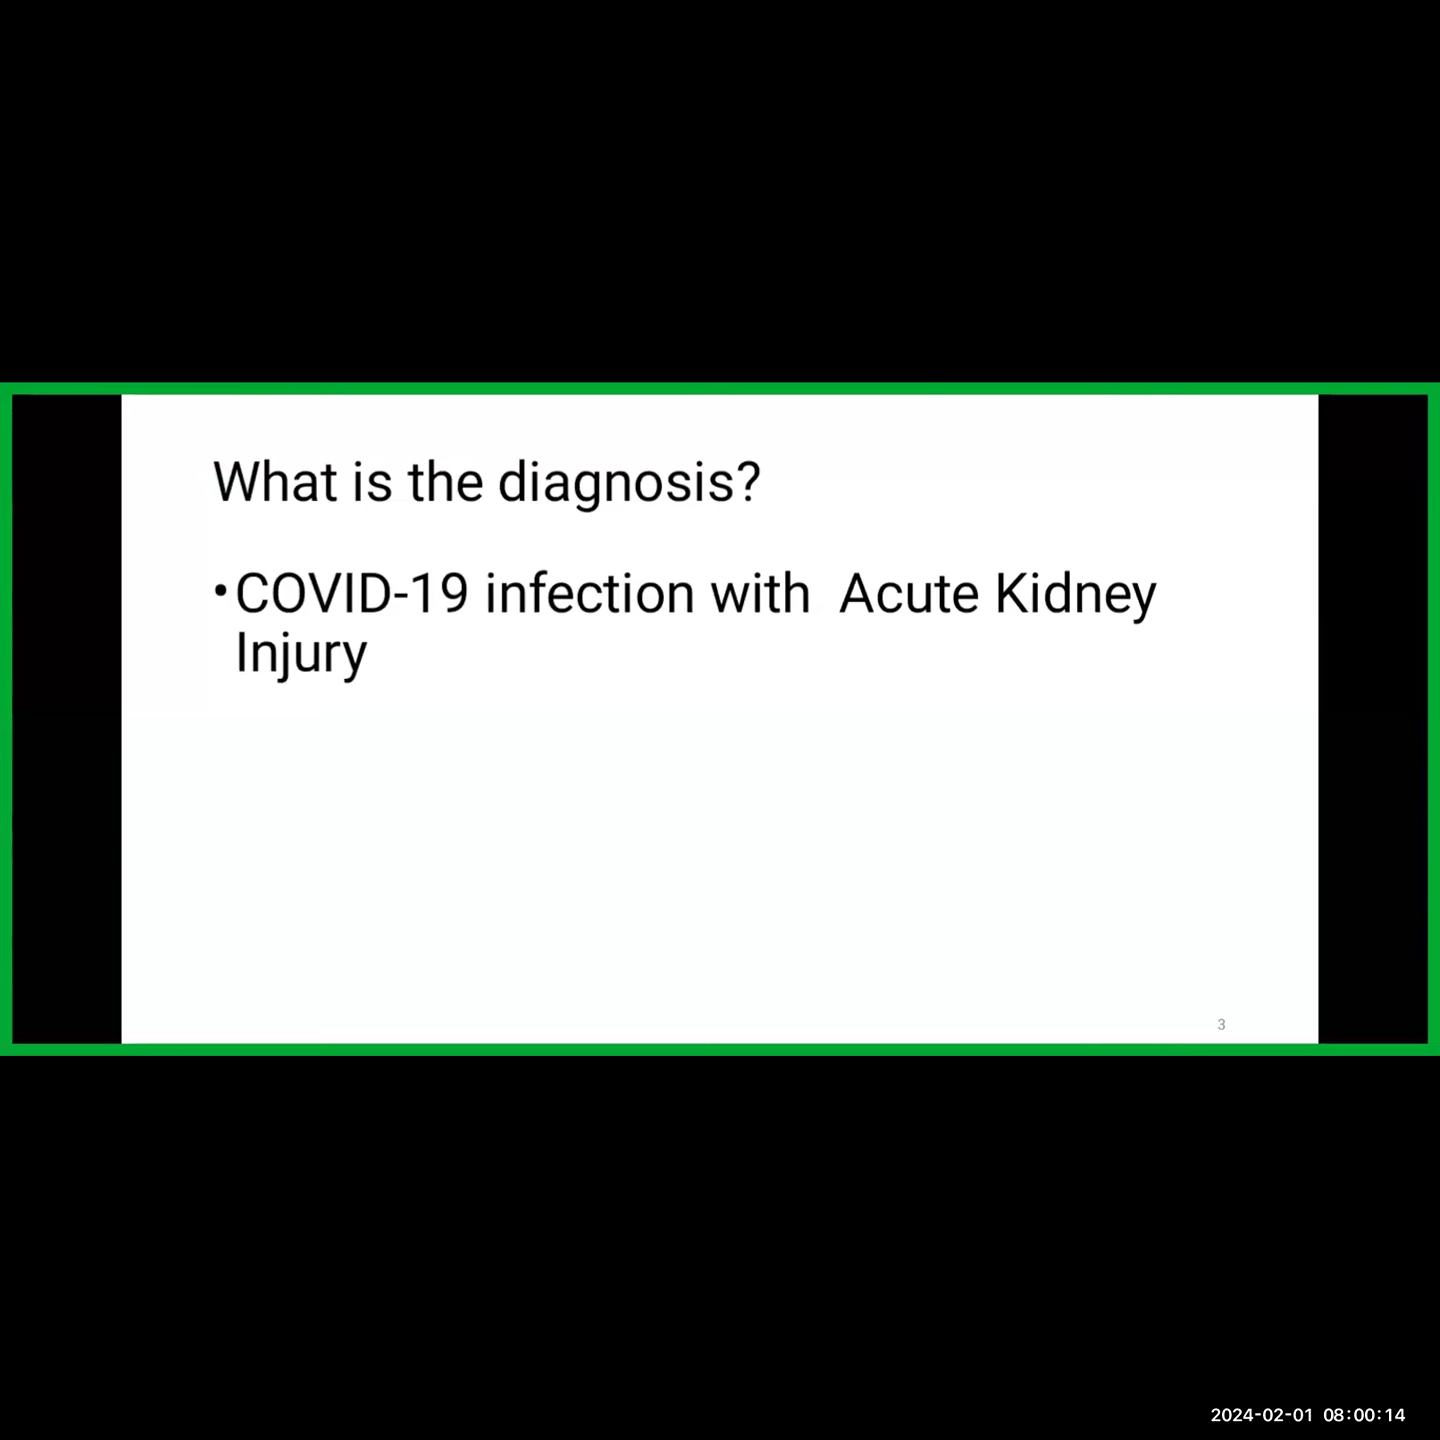 What is the diagnosis?
•COVID-19 infection with  Acute Kidney
Injury
3
2024-02-01 08:00:14